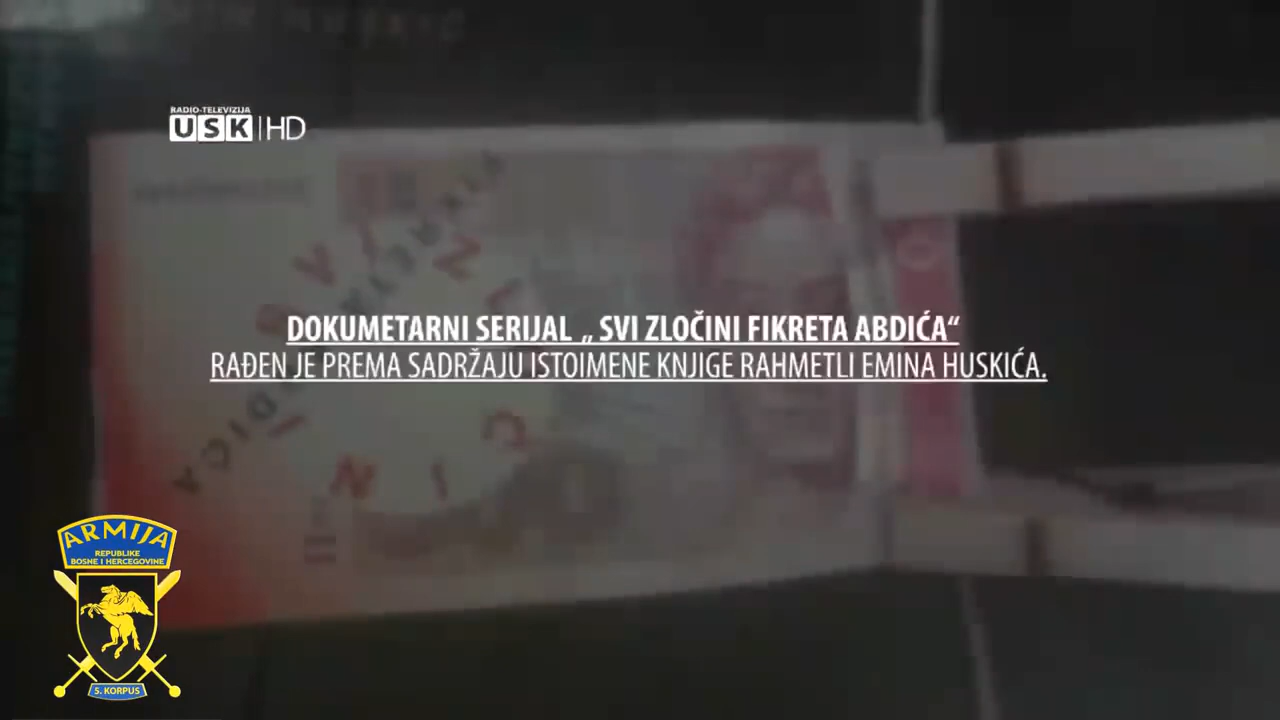 RADIO-TELEVIZIJA
USK|HD
DOKUMETARNI SERIJAL „ SVI ZLOČINI FIKRETA ABDIĆA“
RAĐEN JE PREMA SADRŽAJU ISTOIMENE KNJIGE RAHMETLI EMINA HUSKIĆA.
ARMIJA
REPUBLIKE
BOSNE I HERCEGOVINE
5. KORPUS